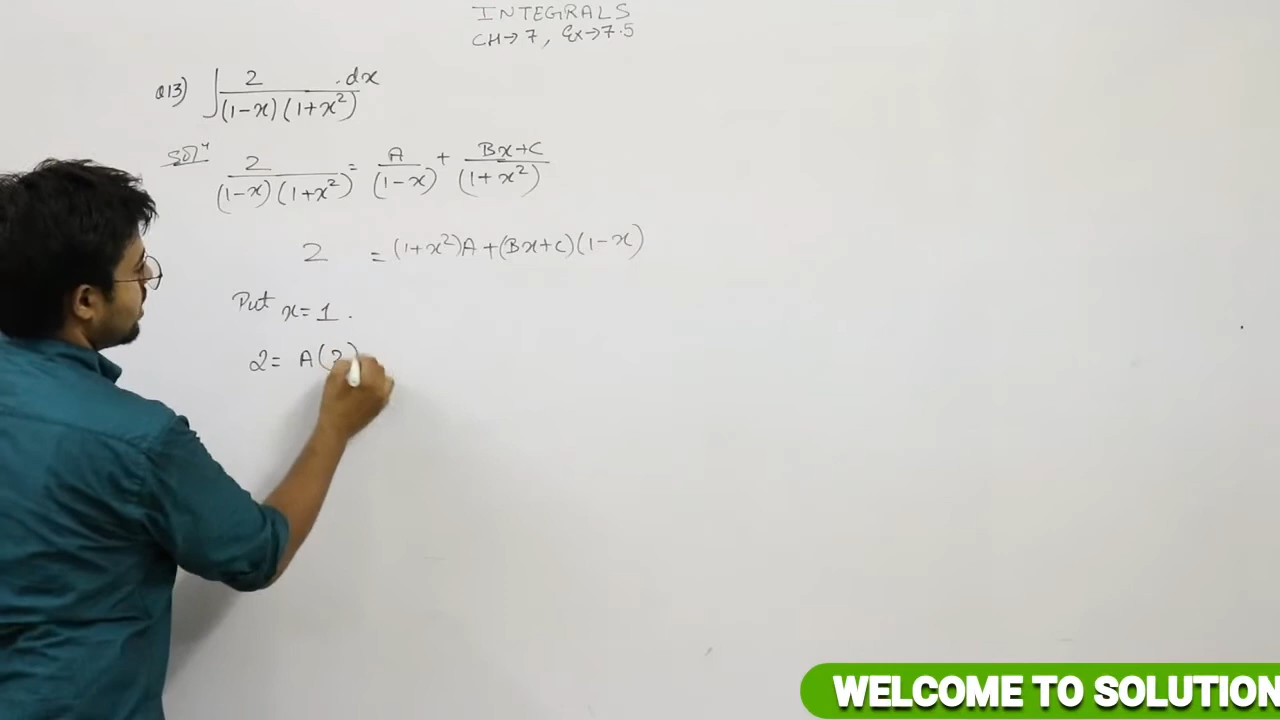 INTEGRALS
CH→7, Ex→7.5
Q13) ∫ 2/((1-x)(1+x²)) .dx
Solⁿ 2/((1-x)(1+x²)) = A/(1-x) + (Bx+C)/(1+x²)
2 = (1+x²)A+(Bx+C)(1-x)
Put x=1.
2= A(2)
WELCOME TO SOLUTION